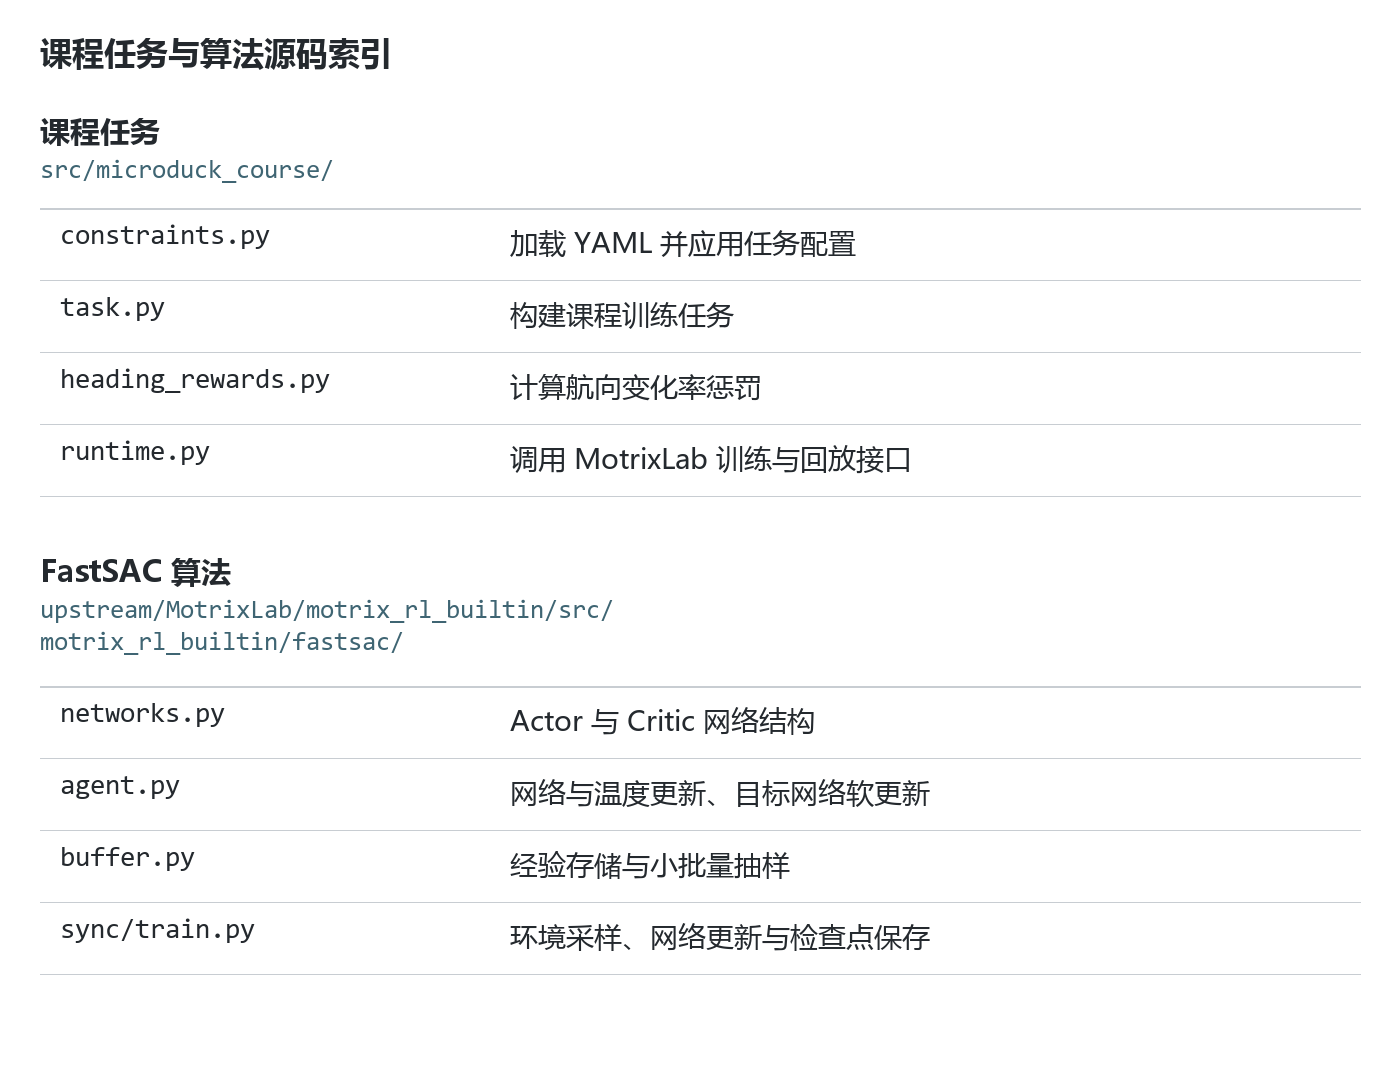 课程任务与算法源码索引
课程任务
src/microduck_course/
constraints.py 加载 YAML 并应用任务配置
task.py 构建课程训练任务
heading_rewards.py 计算航向变化率惩罚
runtime.py 调用 MotrixLab 训练与回放接口
FastSAC 算法
upstream/MotrixLab/motrix_rl_builtin/src/
motrix_rl_builtin/fastsac/
networks.py Actor 与 Critic 网络结构
agent.py 网络与温度更新、目标网络软更新
buffer.py 经验存储与小批量抽样
sync/train.py 环境采样、网络更新与检查点保存